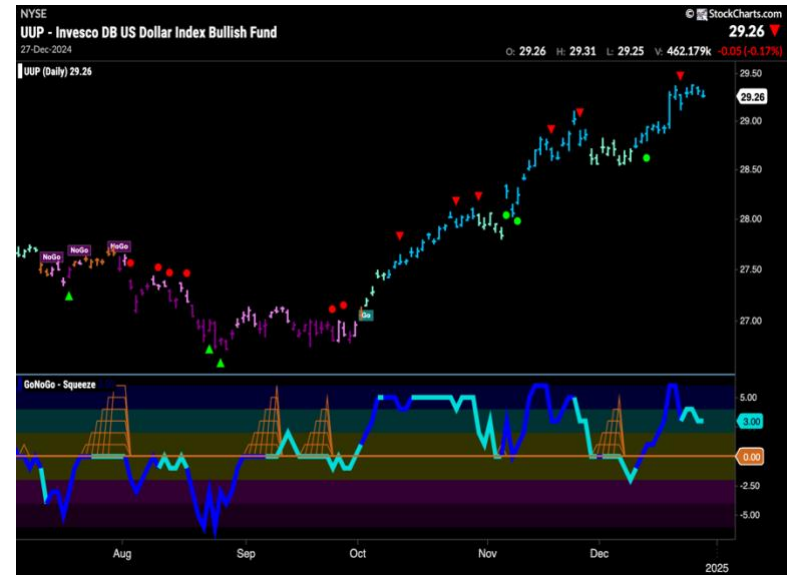 NYSE
© StockCharts.com
UUP - Invesco DB US Dollar Index Bullish Fund
29.26
27-Dec-2024
O: 29.26 H: 29.31 L: 29.25 V: 462.179k -0.05 (-0.17%)
UUP (Daily) 29.26
29.50
29.26
29.00
28.50
28.00
27.50
27.00
NoGo
NoGo
NoGo
Go
GoNoGo - Squeeze
5.00
3.00
0.00
-2.50
-5.00
Aug Sep Oct Nov Dec
2025